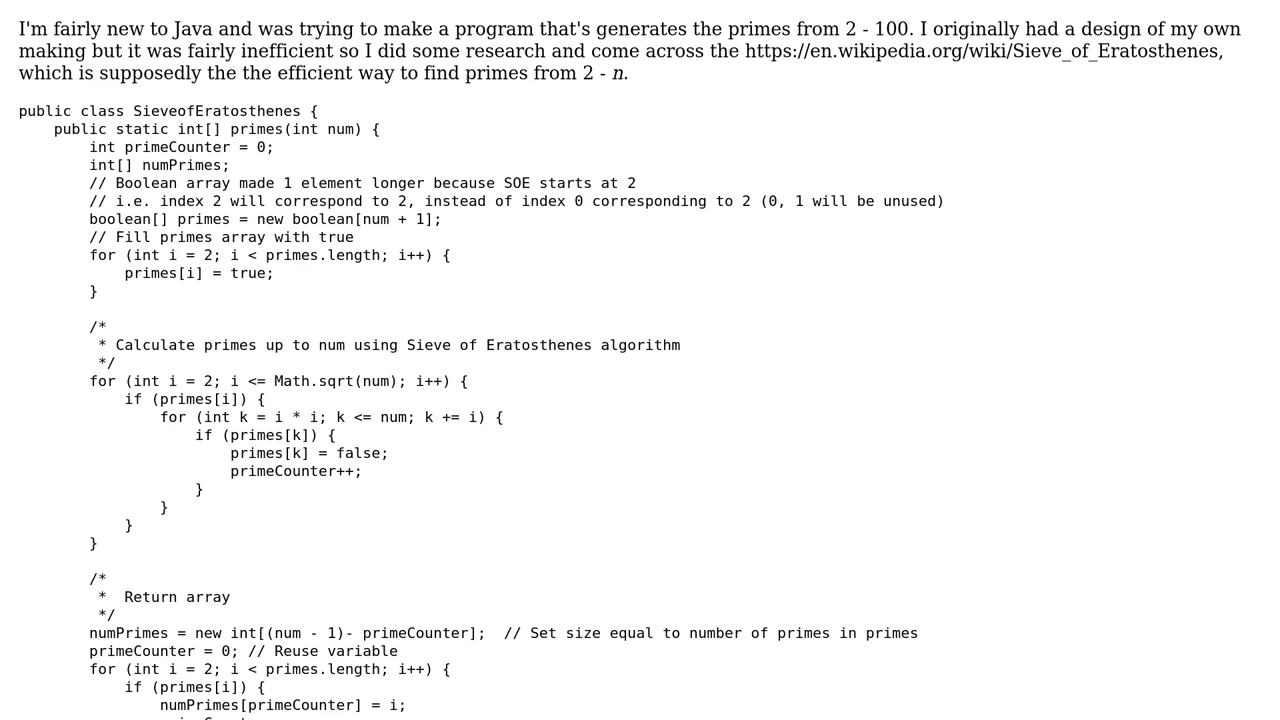 I'm fairly new to Java and was trying to make a program that's generates the primes from 2 - 100. I originally had a design of my own
making but it was fairly inefficient so I did some research and come across the https://en.wikipedia.org/wiki/Sieve_of_Eratosthenes,
which is supposedly the the efficient way to find primes from 2 - n.
public class SieveofEratosthenes {
    public static int[] primes(int num) {
        int primeCounter = 0;
        int[] numPrimes;
        // Boolean array made 1 element longer because SOE starts at 2
        // i.e. index 2 will correspond to 2, instead of index 0 corresponding to 2 (0, 1 will be unused)
        boolean[] primes = new boolean[num + 1];
        // Fill primes array with true
        for (int i = 2; i < primes.length; i++) {
            primes[i] = true;
        }

        /*
         * Calculate primes up to num using Sieve of Eratosthenes algorithm
         */
        for (int i = 2; i <= Math.sqrt(num); i++) {
            if (primes[i]) {
                for (int k = i * i; k <= num; k += i) {
                    if (primes[k]) {
                        primes[k] = false;
                        primeCounter++;
                    }
                }
            }
        }

        /*
         *  Return array
         */
        numPrimes = new int[(num - 1)- primeCounter];  // Set size equal to number of primes in primes
        primeCounter = 0; // Reuse variable
        for (int i = 2; i < primes.length; i++) {
            if (primes[i]) {
                numPrimes[primeCounter] = i;